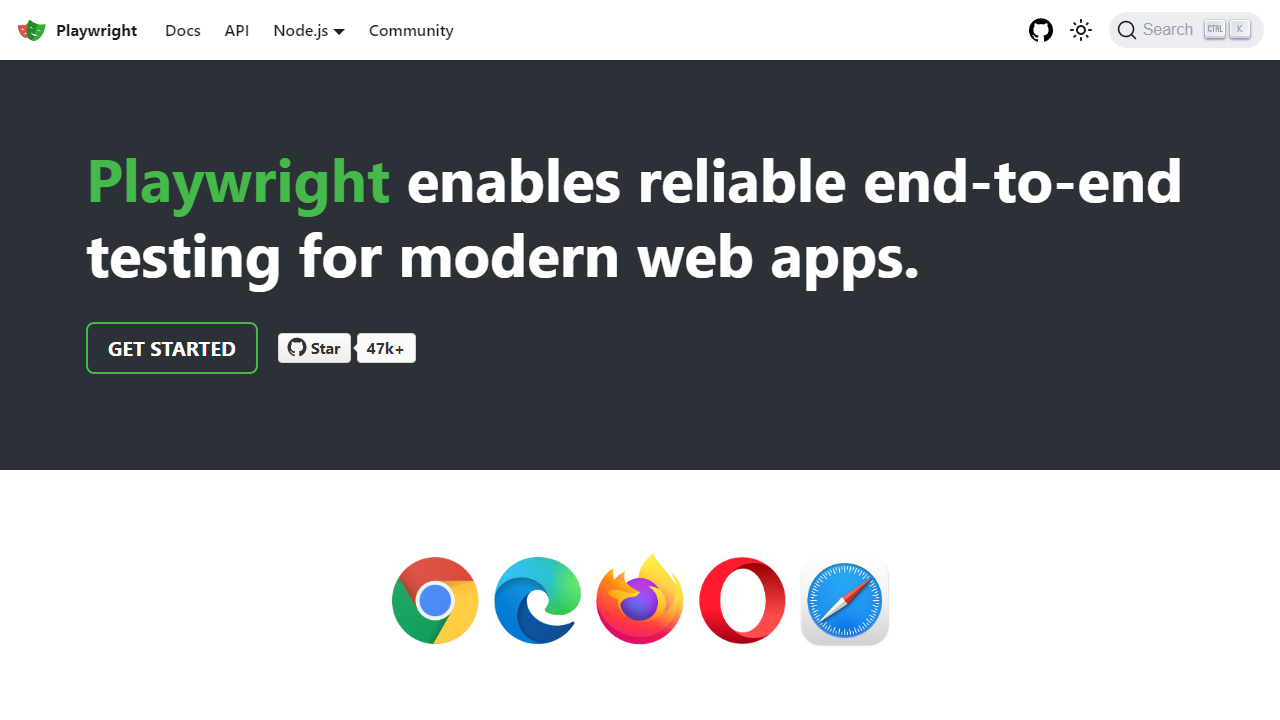 Playwright Docs API Node.js Community Search CTRL K
Playwright enables reliable end-to-end
testing for modern web apps.
GET STARTED Star 47k+